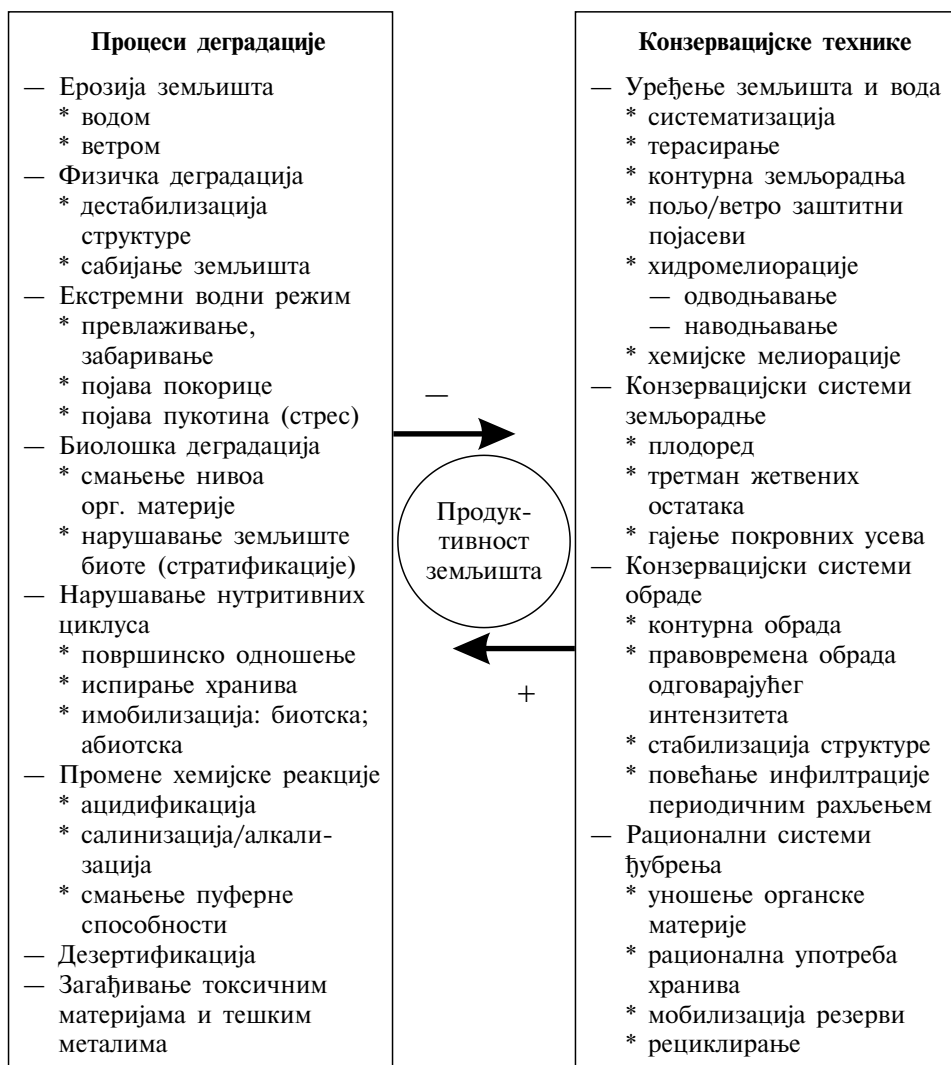 Процеси деградације
— Ерозија земљишта
* водом
* ветром
— Физичка деградација
* дестабилизација
структуре
* сабијање земљишта
— Екстремни водни режим
* превлаживање,
забаривање
* појава покорице
* појава пукотина (стрес)
— Биолошка деградација
* смањење нивоа
орг. материје
* нарушавање земљиште
биоте (стратификације)
— Нарушавање нутритивних
циклуса
* површинско одношење
* испирање хранива
* имобилизација: биотска;
абиотска
— Промене хемијске реакције
* ацидификација
* салинизација/алкали-
зација
* смањење пуферне
способности
— Дезертификација
— Загађивање токсичним
материјама и тешким
металима
—
Продук-
тивност
земљишта
+
Конзервацијске технике
— Уређење земљишта и вода
* систематизација
* терасирање
* контурна земљорадња
* пољо/ветро заштитни
појасеви
* хидромелиорације
— одводњавање
— наводњавање
* хемијске мелиорације
— Конзервацијски системи
земљорадње
* плодоред
* третман жетвених
остатака
* гајење покровних усева
— Конзервацијски системи
обраде
* контурна обрада
* правовремена обрада
одговарајућег
интензитета
* стабилизација структуре
* повећање инфилтрације
периодичним рахљењем
— Рационални системи
ђубрења
* уношење органске
материје
* рационална употреба
хранива
* мобилизација резерви
* рециклирање